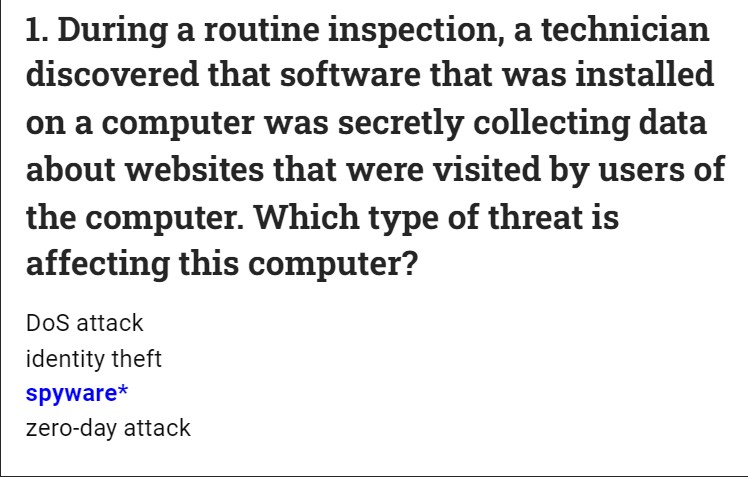 1. During a routine inspection, a technician
discovered that software that was installed
on a computer was secretly collecting data
about websites that were visited by users of
the computer. Which type of threat is
affecting this computer?
DoS attack
identity theft
spyware*
zero-day attack